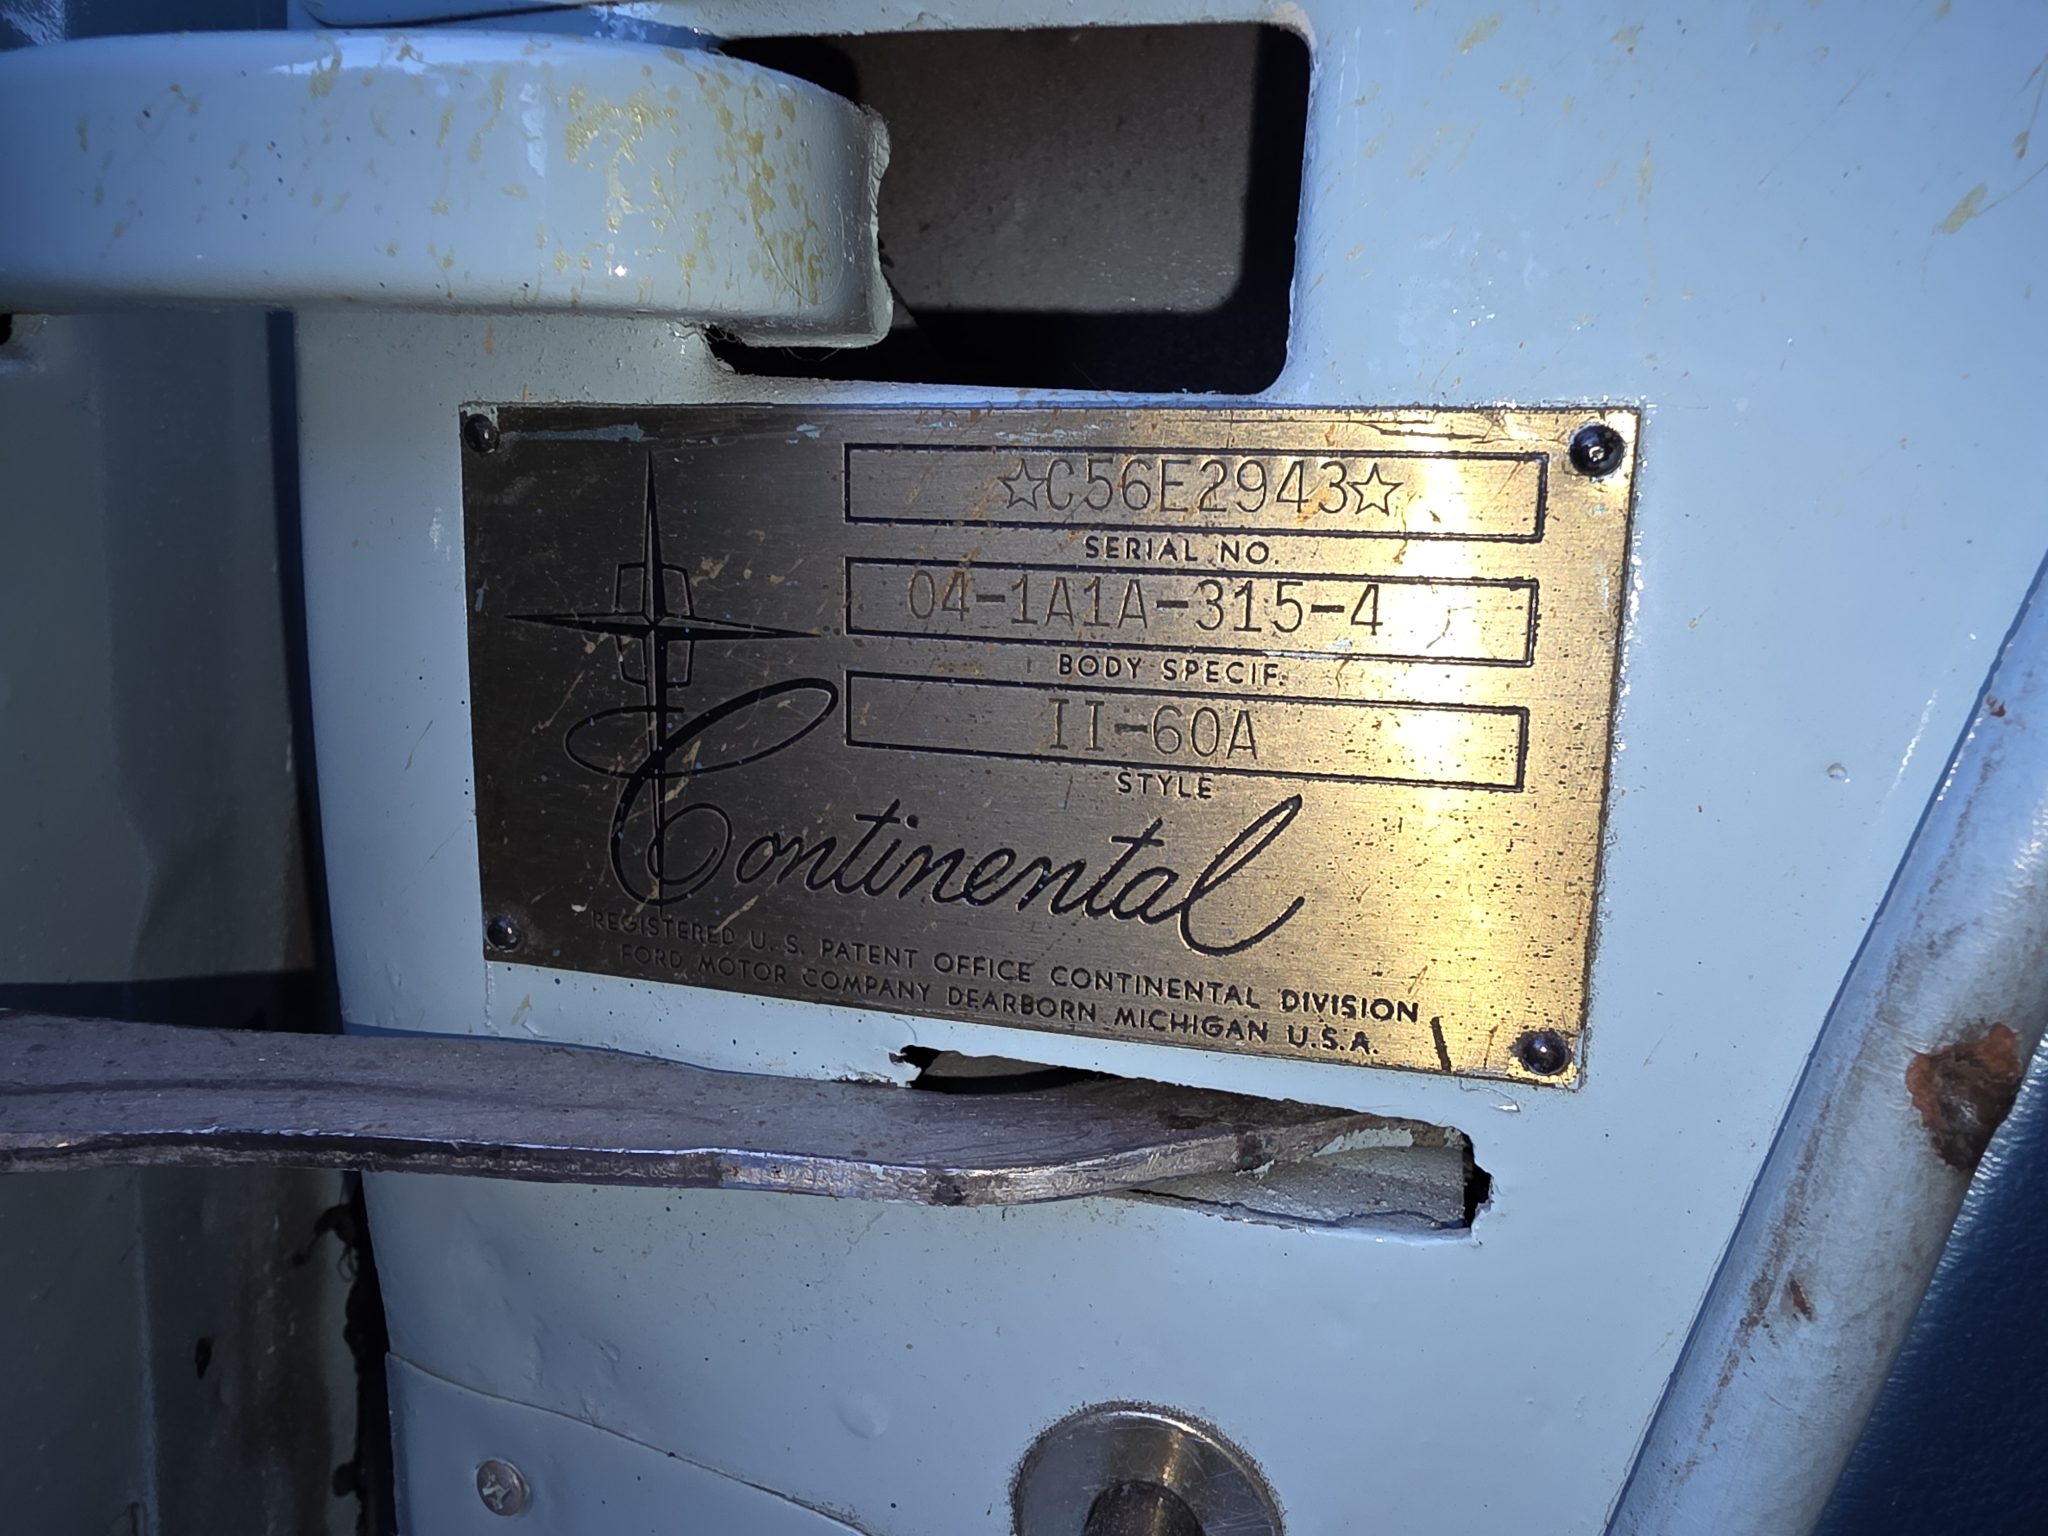 ☆C56E2943☆
SERIAL NO.
04-1A1A-315-4
BODY SPECIF.
II-60A
STYLE
Continental
REGISTERED U. S. PATENT OFFICE CONTINENTAL DIVISION
FORD MOTOR COMPANY DEARBORN MICHIGAN U.S.A.